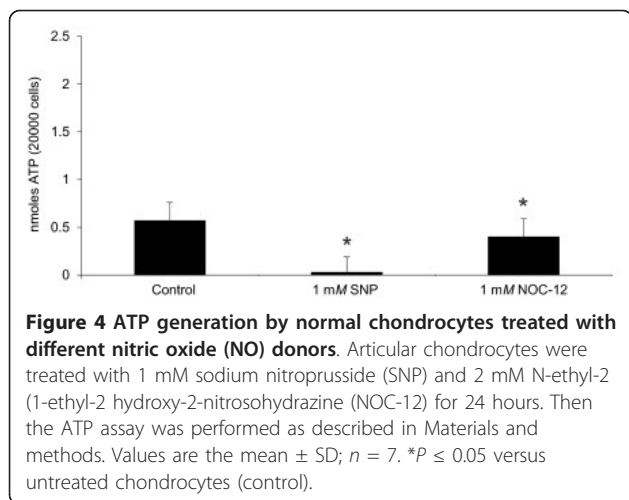 2.5
2
1.5
1
0.5
0
nmoles ATP (20000 cells)
*
*
Control 1 mM SNP 1 mM NOC-12
Figure 4 ATP generation by normal chondrocytes treated with
different nitric oxide (NO) donors. Articular chondrocytes were
treated with 1 mM sodium nitroprusside (SNP) and 2 mM N-ethyl-2
(1-ethyl-2 hydroxy-2-nitrosohydrazine (NOC-12) for 24 hours. Then
the ATP assay was performed as described in Materials and
methods. Values are the mean ± SD; n = 7. *P ≤ 0.05 versus
untreated chondrocytes (control).